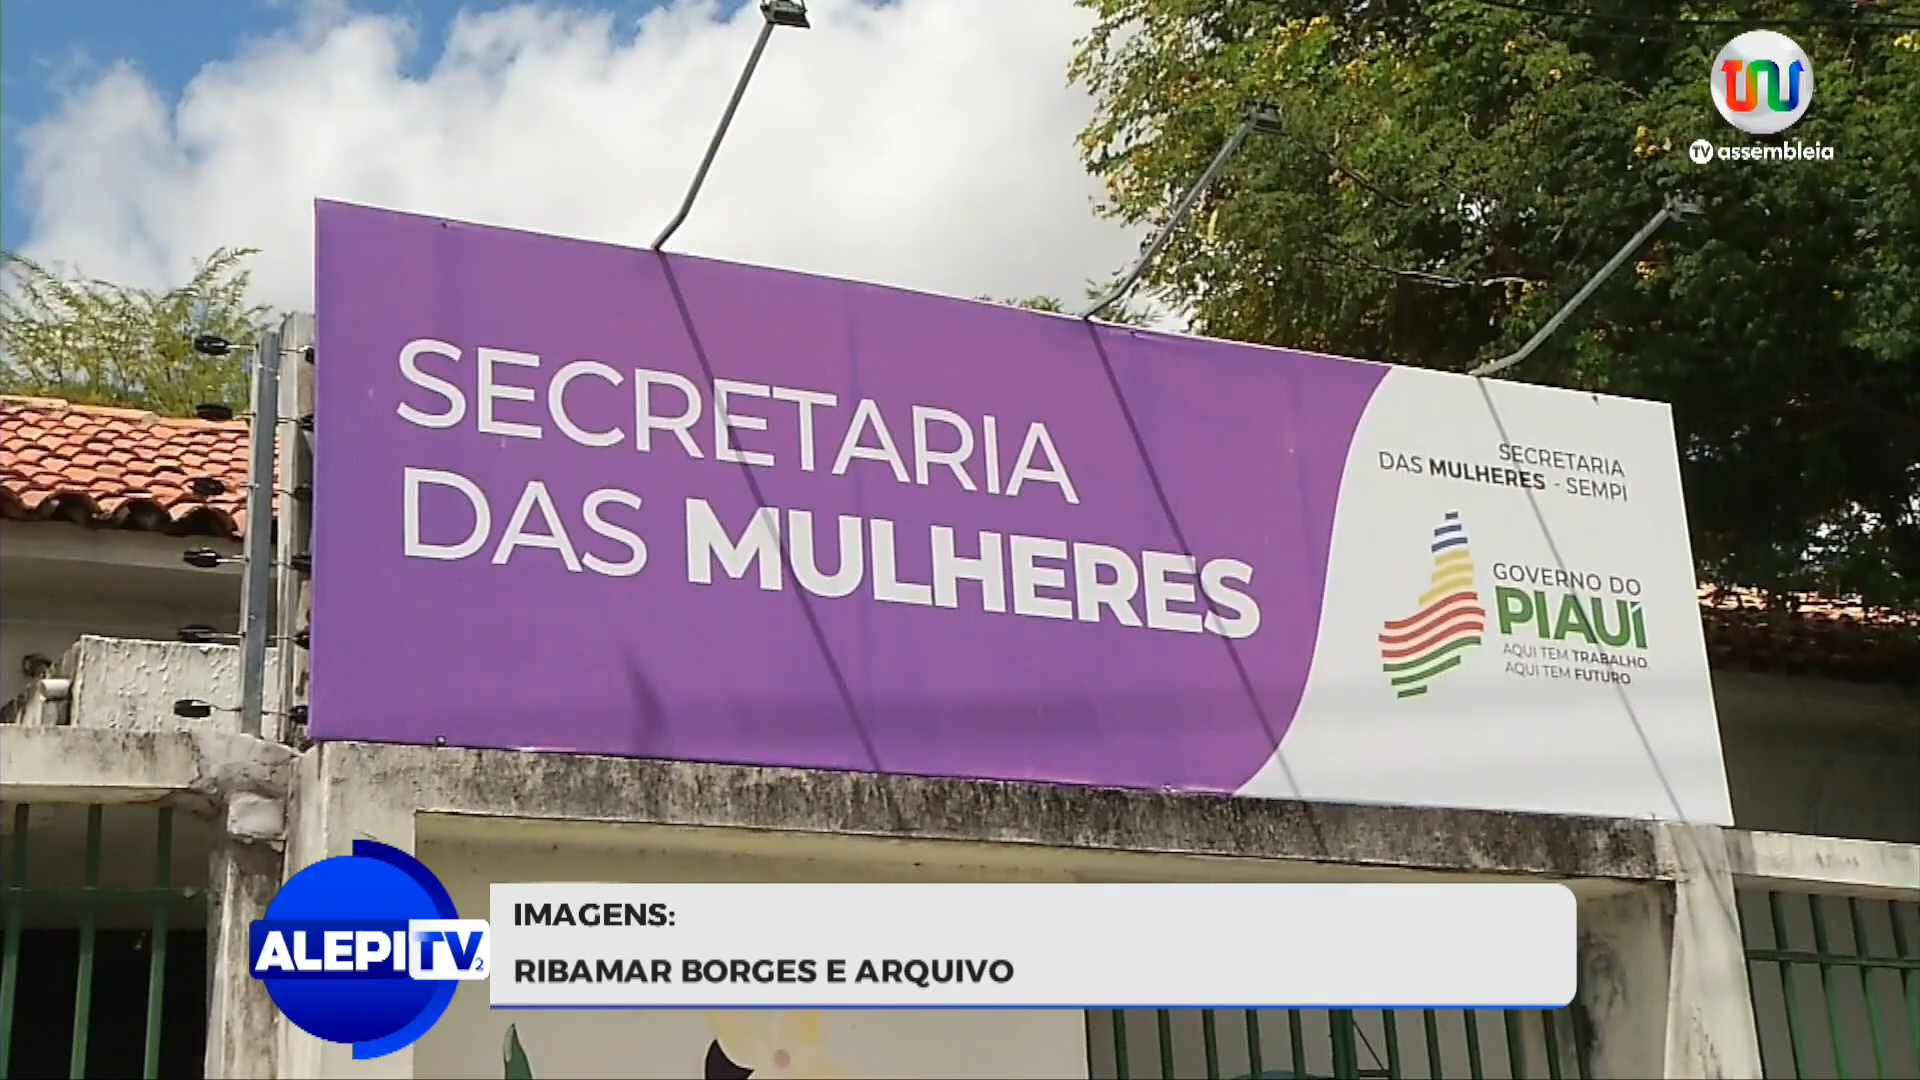 TV assembleia
SECRETARIA
DAS MULHERES
SECRETARIA
DAS MULHERES - SEMPI
GOVERNO DO
PIAUÍ
AQUI TEM TRABALHO
AQUI TEM FUTURO
ALEPI TV 2
IMAGENS:
RIBAMAR BORGES E ARQUIVO